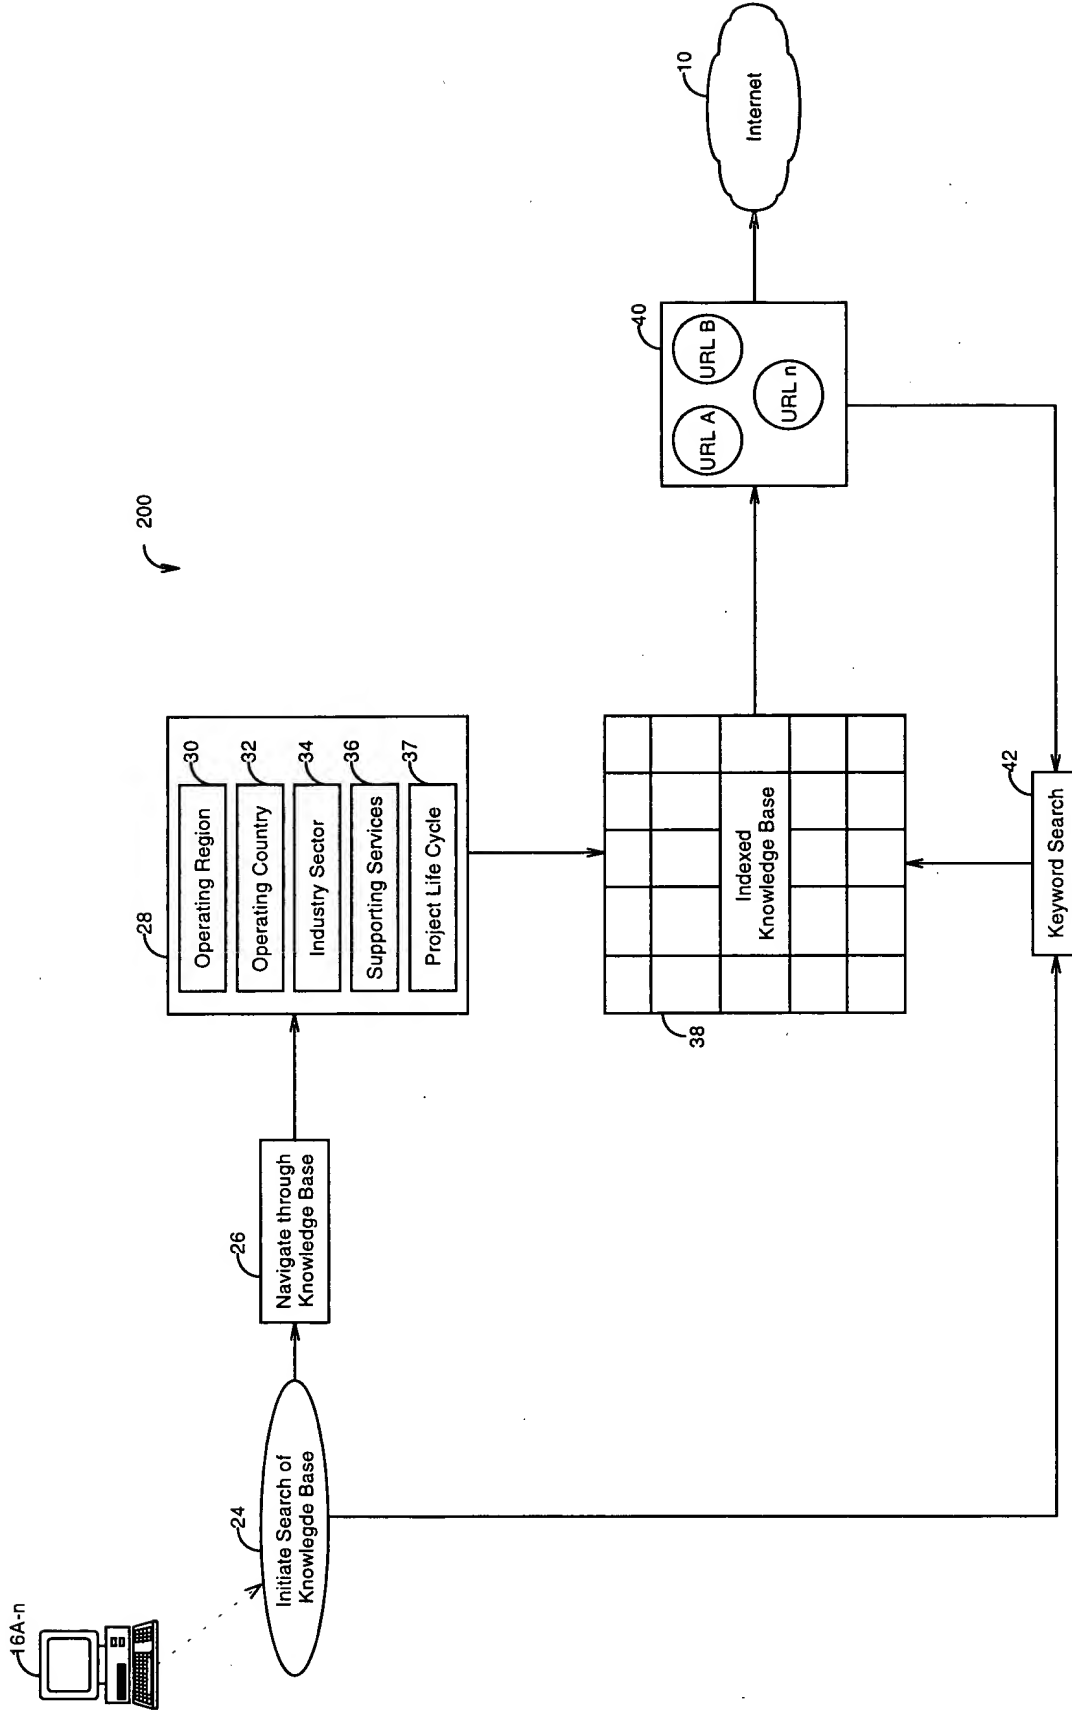 16A-n
24
Initiate Search of
Knowlegde Base
26
Navigate through
Knowledge Base
28
Operating Region
30
Operating Country
32
Industry Sector
34
Supporting Services
36
Project Life Cycle
37
200
38
Indexed
Knowledge Base
40
URL A
URL B
URL n
10
Internet
42
Keyword Search